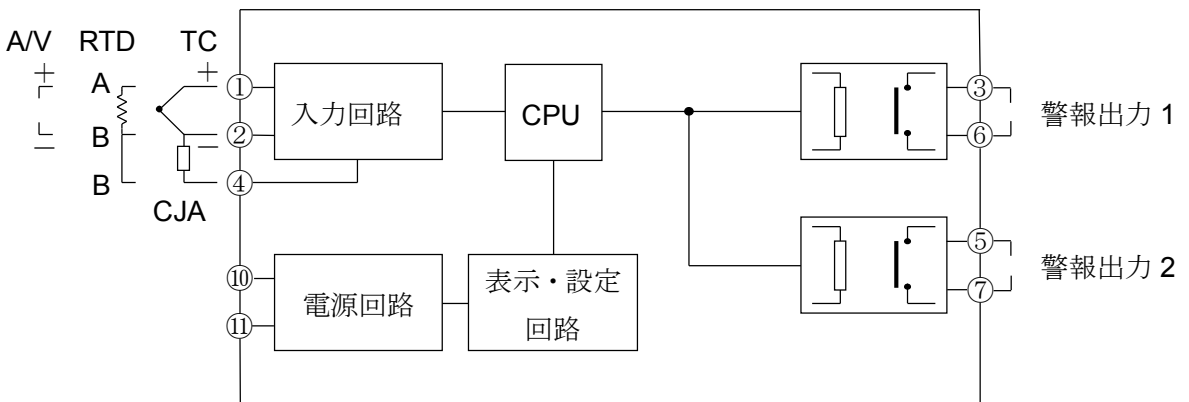 A/V RTD TC
+ A +
① 入力回路 CPU ③ 警報出力 1
B ② ⑥
− −
B ④
CJA
⑤ 警報出力 2
⑩ 電源回路 表示・設定
回路 ⑦
⑪